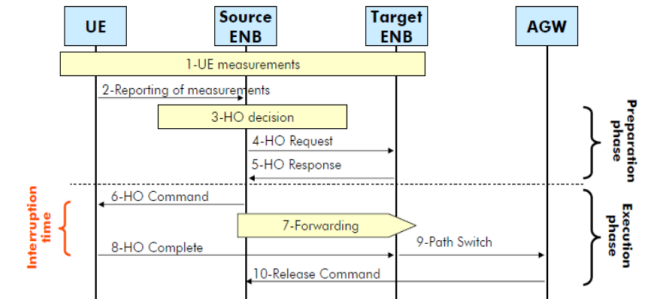 UE
Source
ENB
Target
ENB
AGW
1-UE measurements
2-Reporting of measurements
3-HO decision
4-HO Request
5-HO Response
Preparation
phase
6-HO Command
7-Forwarding
8-HO Complete
9-Path Switch
10-Release Command
Interruption
time
Execution
phase